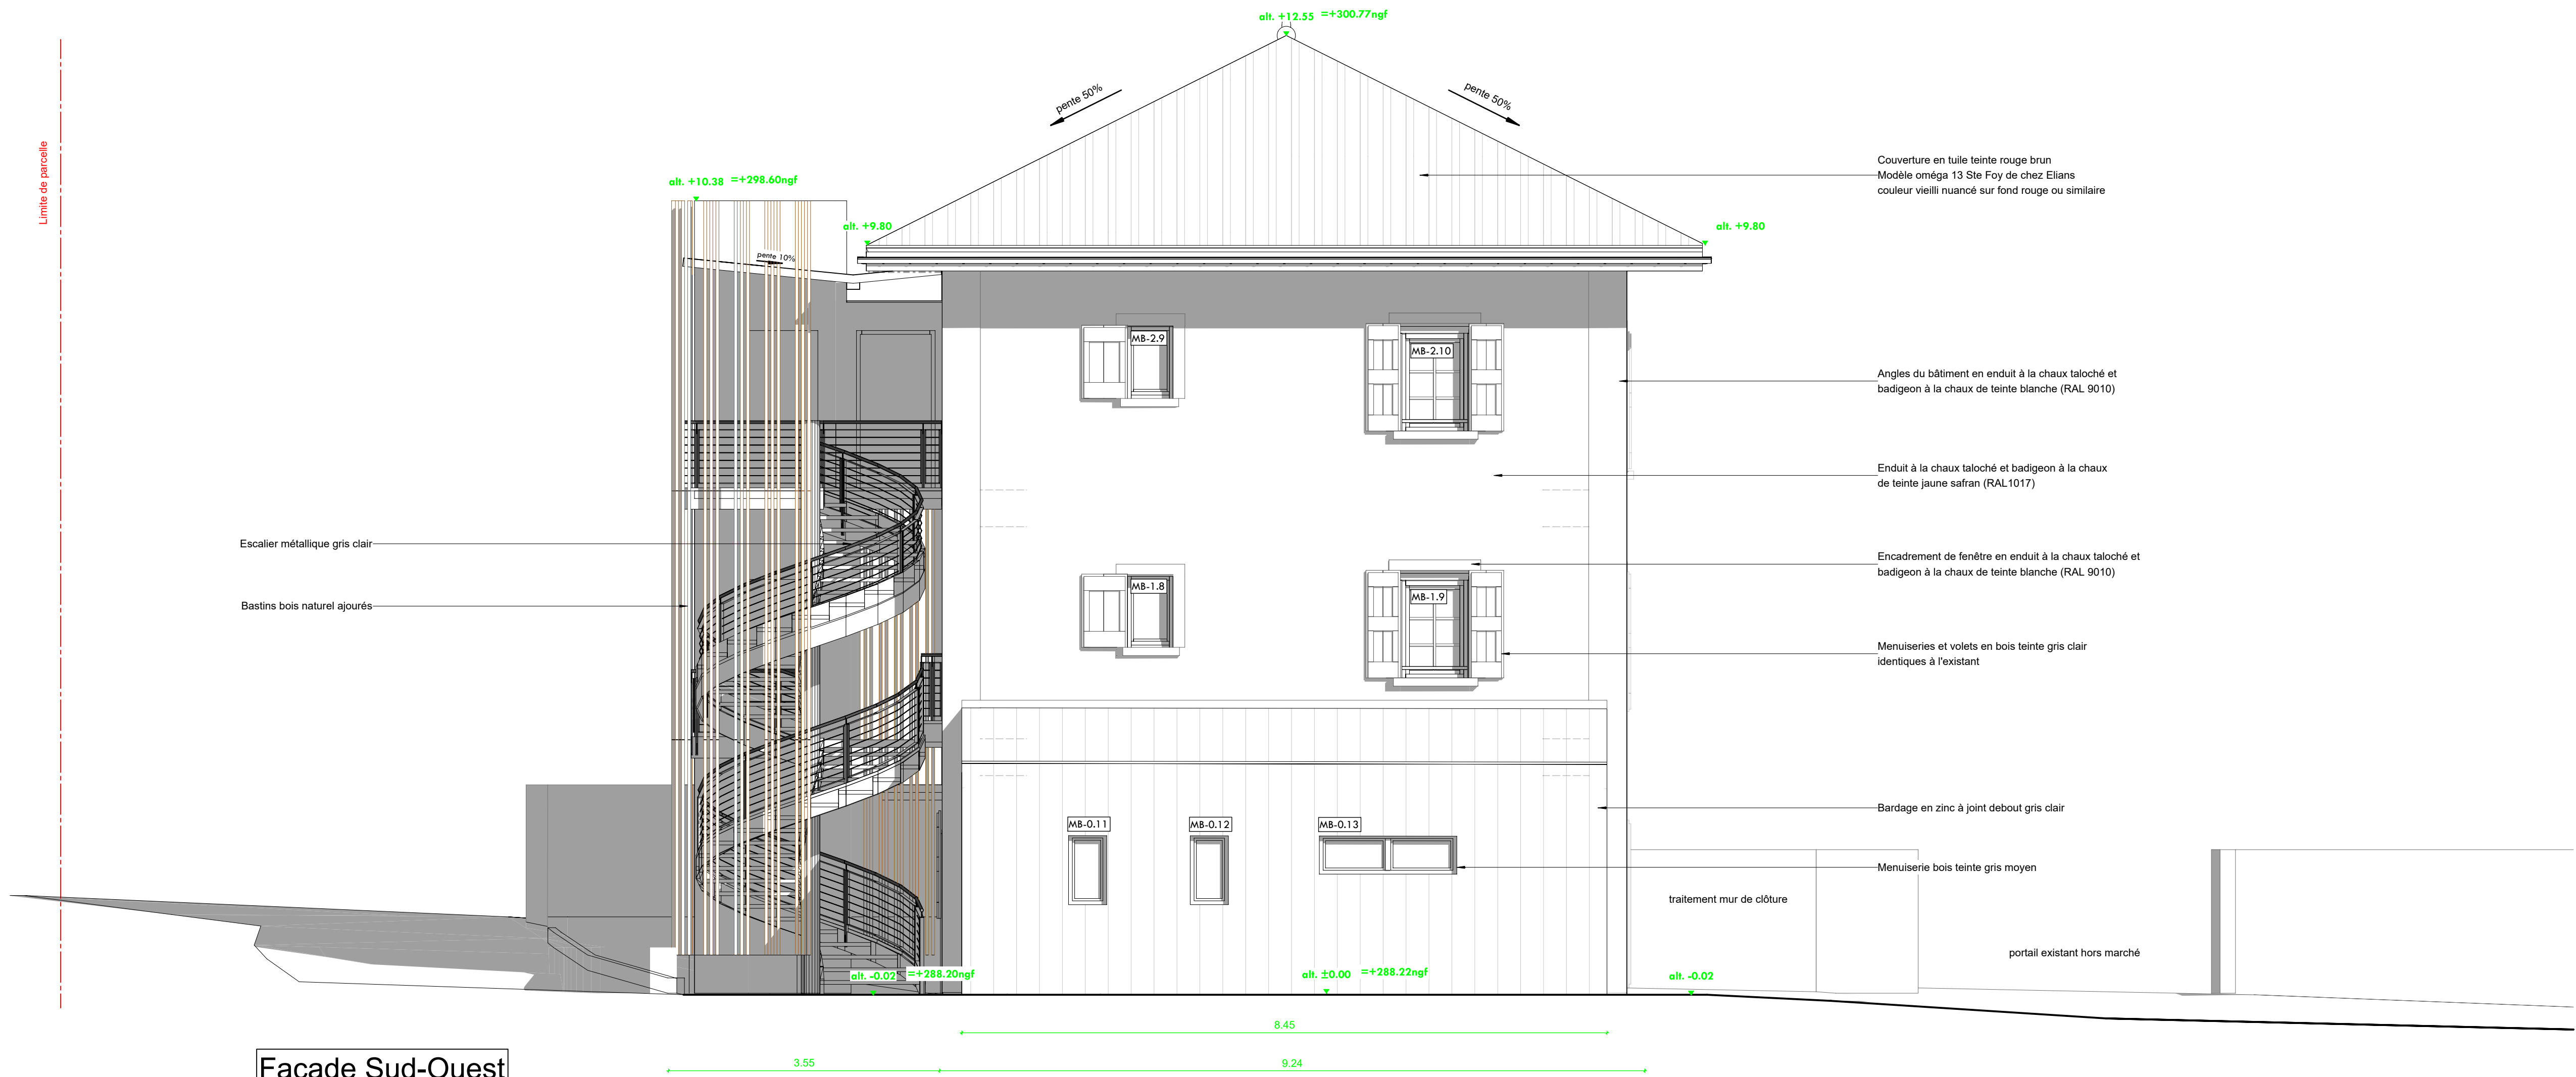 alt. +12.55 =+300.77ngf
pente 50%
pente 50%
Limite de parcelle
Couverture en tuile teinte rouge brun
Modèle oméga 13 Ste Foy de chez Elians
couleur vieilli nuancé sur fond rouge ou similaire
alt. +10.38 =+298.60ngf
alt. +9.80
alt. +9.80
pente 10%
MB-2.9
MB-2.10
Angles du bâtiment en enduit à la chaux taloché et
badigeon à la chaux de teinte blanche (RAL 9010)
Enduit à la chaux taloché et badigeon à la chaux
de teinte jaune safran (RAL1017)
Escalier métallique gris clair
Encadrement de fenêtre en enduit à la chaux taloché et
badigeon à la chaux de teinte blanche (RAL 9010)
MB-1.8
MB-1.9
Bastins bois naturel ajourés
Menuiseries et volets en bois teinte gris clair
identiques à l'existant
Bardage en zinc à joint debout gris clair
MB-0.11
MB-0.12
MB-0.13
Menuiserie bois teinte gris moyen
traitement mur de clôture
portail existant hors marché
alt. -0.02 =+288.20ngf
alt. ±0.00 =+288.22ngf
alt. -0.02
8.45
3.55
9.24
Façade Sud-Ouest